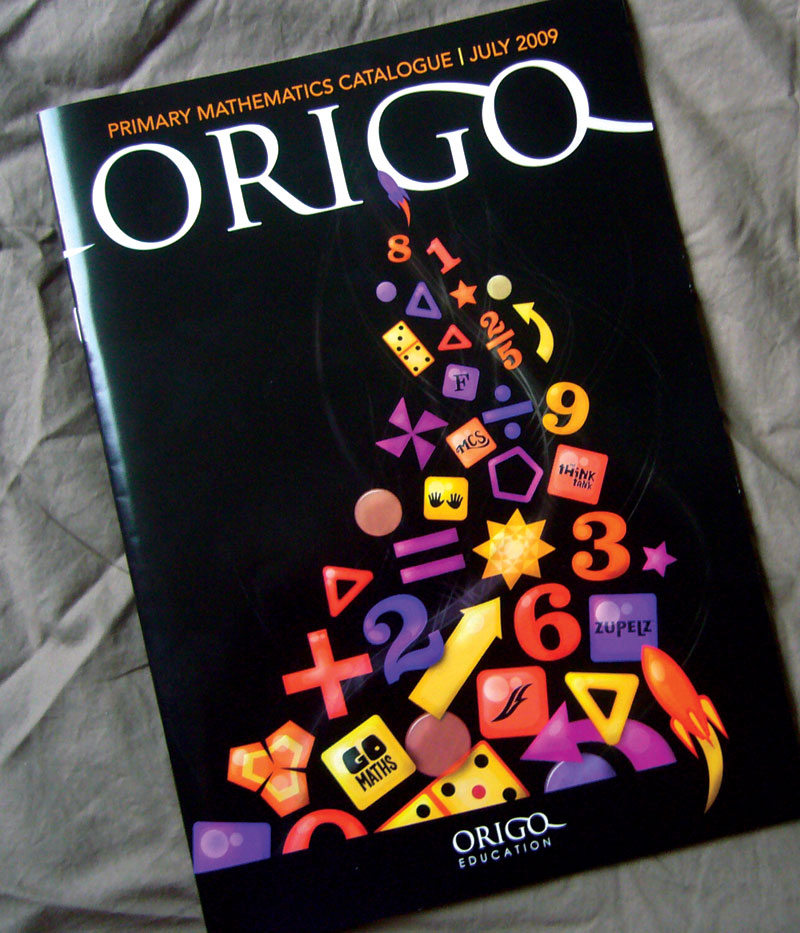 PRIMARY MATHEMATICS CATALOGUE | JULY 2009
ORIGO
8 1
2/5
F
9
MCS
THINK
TANK
3
2
6
ZUPELZ
GO
MATHS
ORIGO
EDUCATION